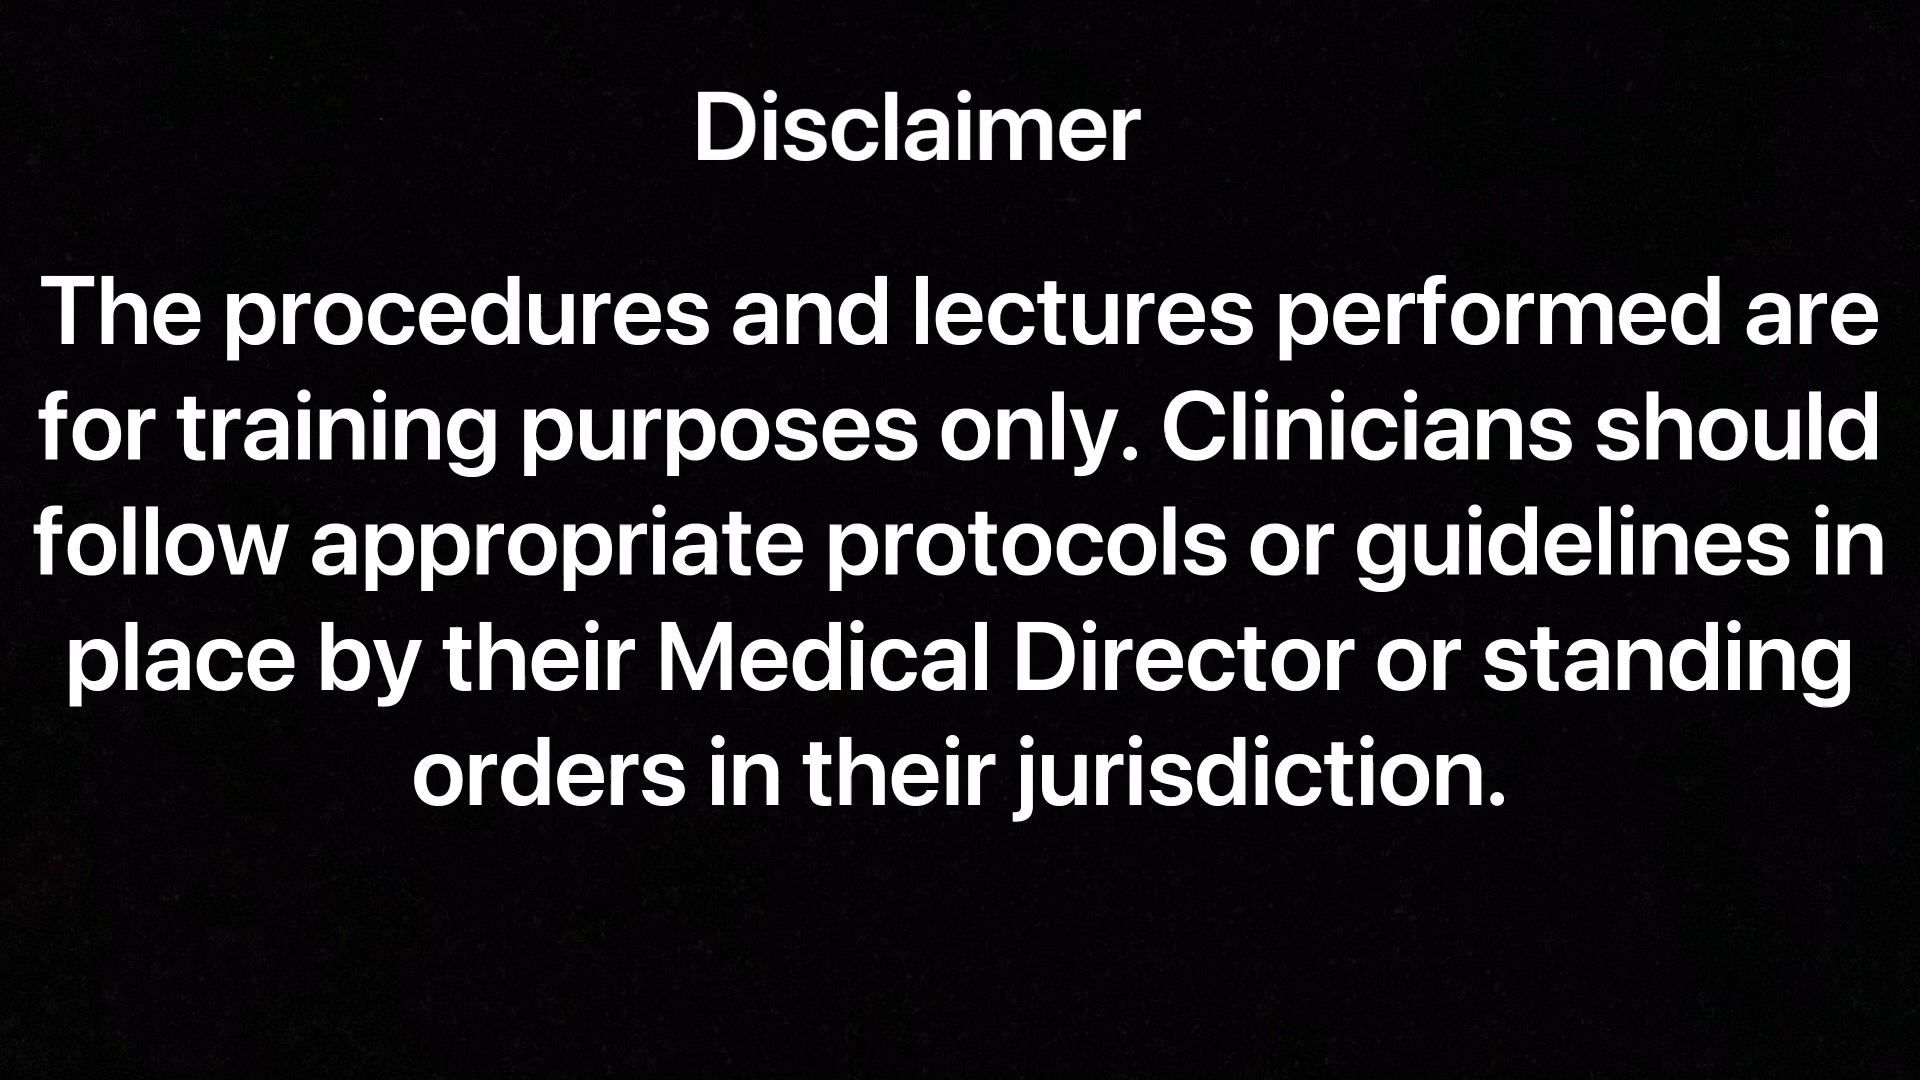 Disclaimer
The procedures and lectures performed are
for training purposes only. Clinicians should
follow appropriate protocols or guidelines in
place by their Medical Director or standing
orders in their jurisdiction.